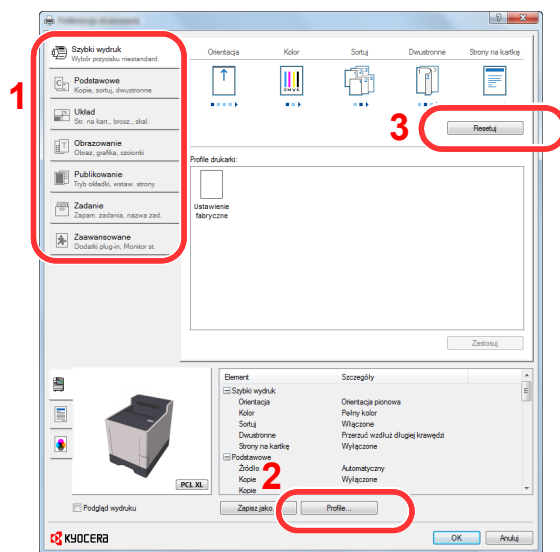 Szybki wydruk
Wybór przycisku niestandard.
Podstawowe
Kopie, sortuj, dwustronne
Układ
Str. na kart., brosz., skal.
Obrazowanie
Obraz, grafika, czcionki
Publikowanie
Tryb okładki, wstaw. strony
Zadanie
Zapam. zadania, nazwa zad.
Zaawansowane
Dodatki plug-in, Monitor st.
1
Orientacja Kolor Sortuj Dwustronne Strony na kartkę
CMYK
3
Resetuj
Profile drukarki:
Ustawienie
fabryczne
Zastosuj
Element Szczegóły
Szybki wydruk
Orientacja Orientacja pionowa
Kolor Pełny kolor
Sortuj Włączone
Dwustronne Przerzuć wzdłuż długiej krawędzi
Strony na kartkę Wyłączone
Podstawowe
Źródło Automatyczny
Kopie Wyłączone
Kopie
2
PCL XL
Podgląd wydruku
Zapisz jako...
Profile...
KYOCERA
OK Anuluj